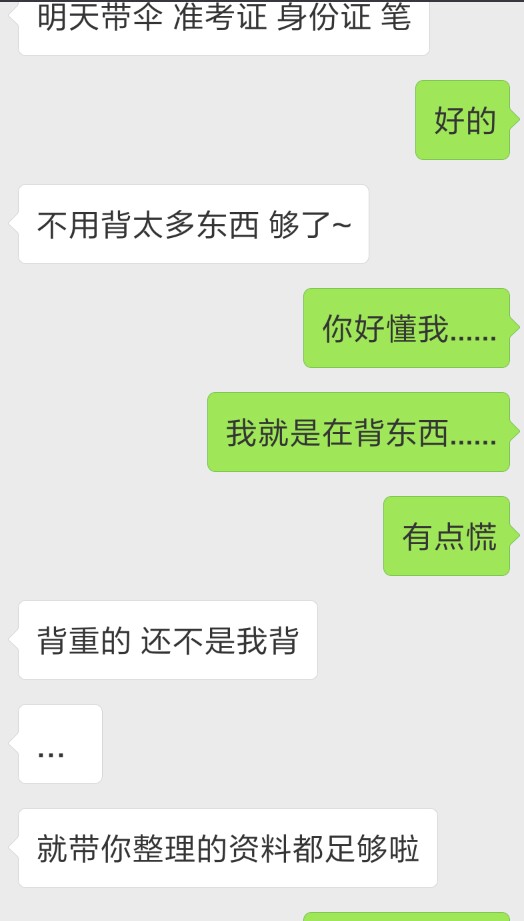 明天带伞 准考证 身份证 笔
好的
不用背太多东西 够了~
你好懂我......
我就是在背东西......
有点慌
背重的 还不是我背
...
就带你整理的资料都足够啦